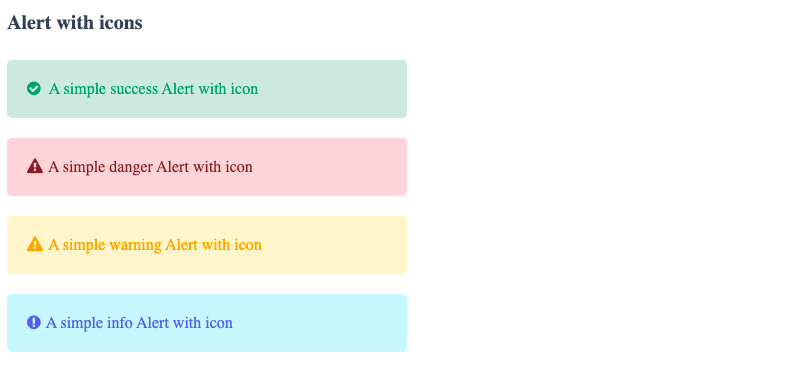 Alert with icons
A simple success Alert with icon
A simple danger Alert with icon
A simple warning Alert with icon
A simple info Alert with icon